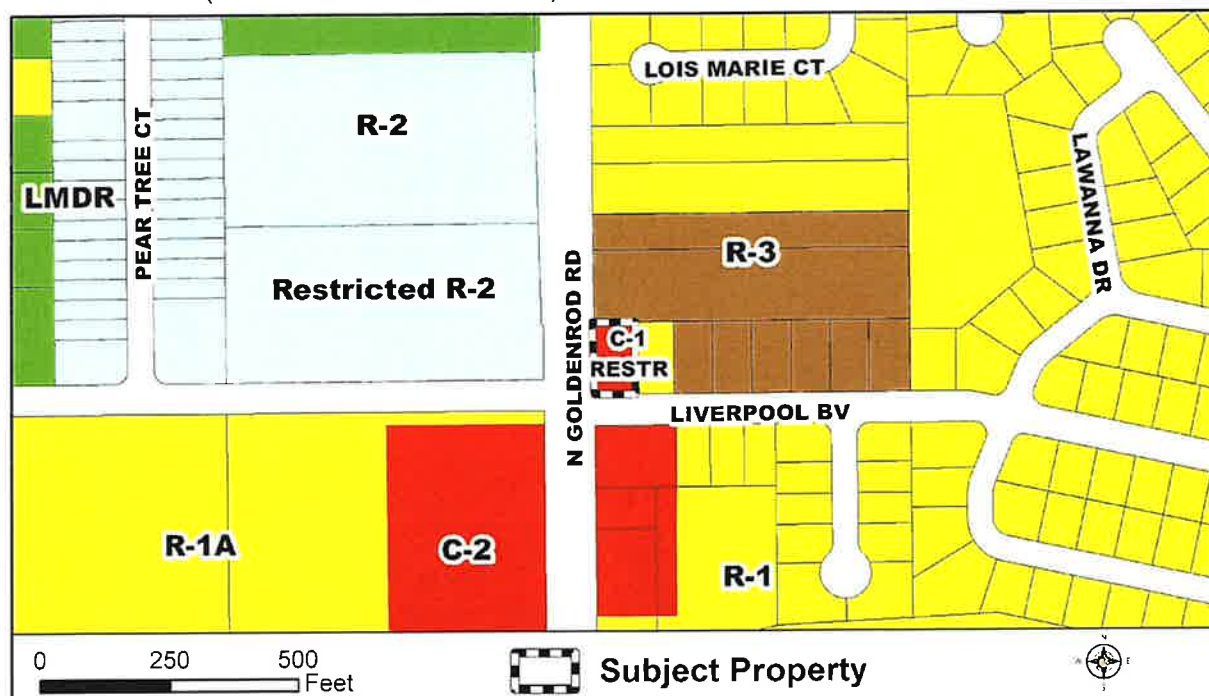 LOIS MARIE CT
R-2
PEAR TREE CT
LAWANNA DR
LMDR
R-3
Restricted R-2
N GOLDENROD RD
C-1
RESTR
LIVERPOOL BV
R-1A
C-2
R-1
0 250 500
Feet
Subject Property